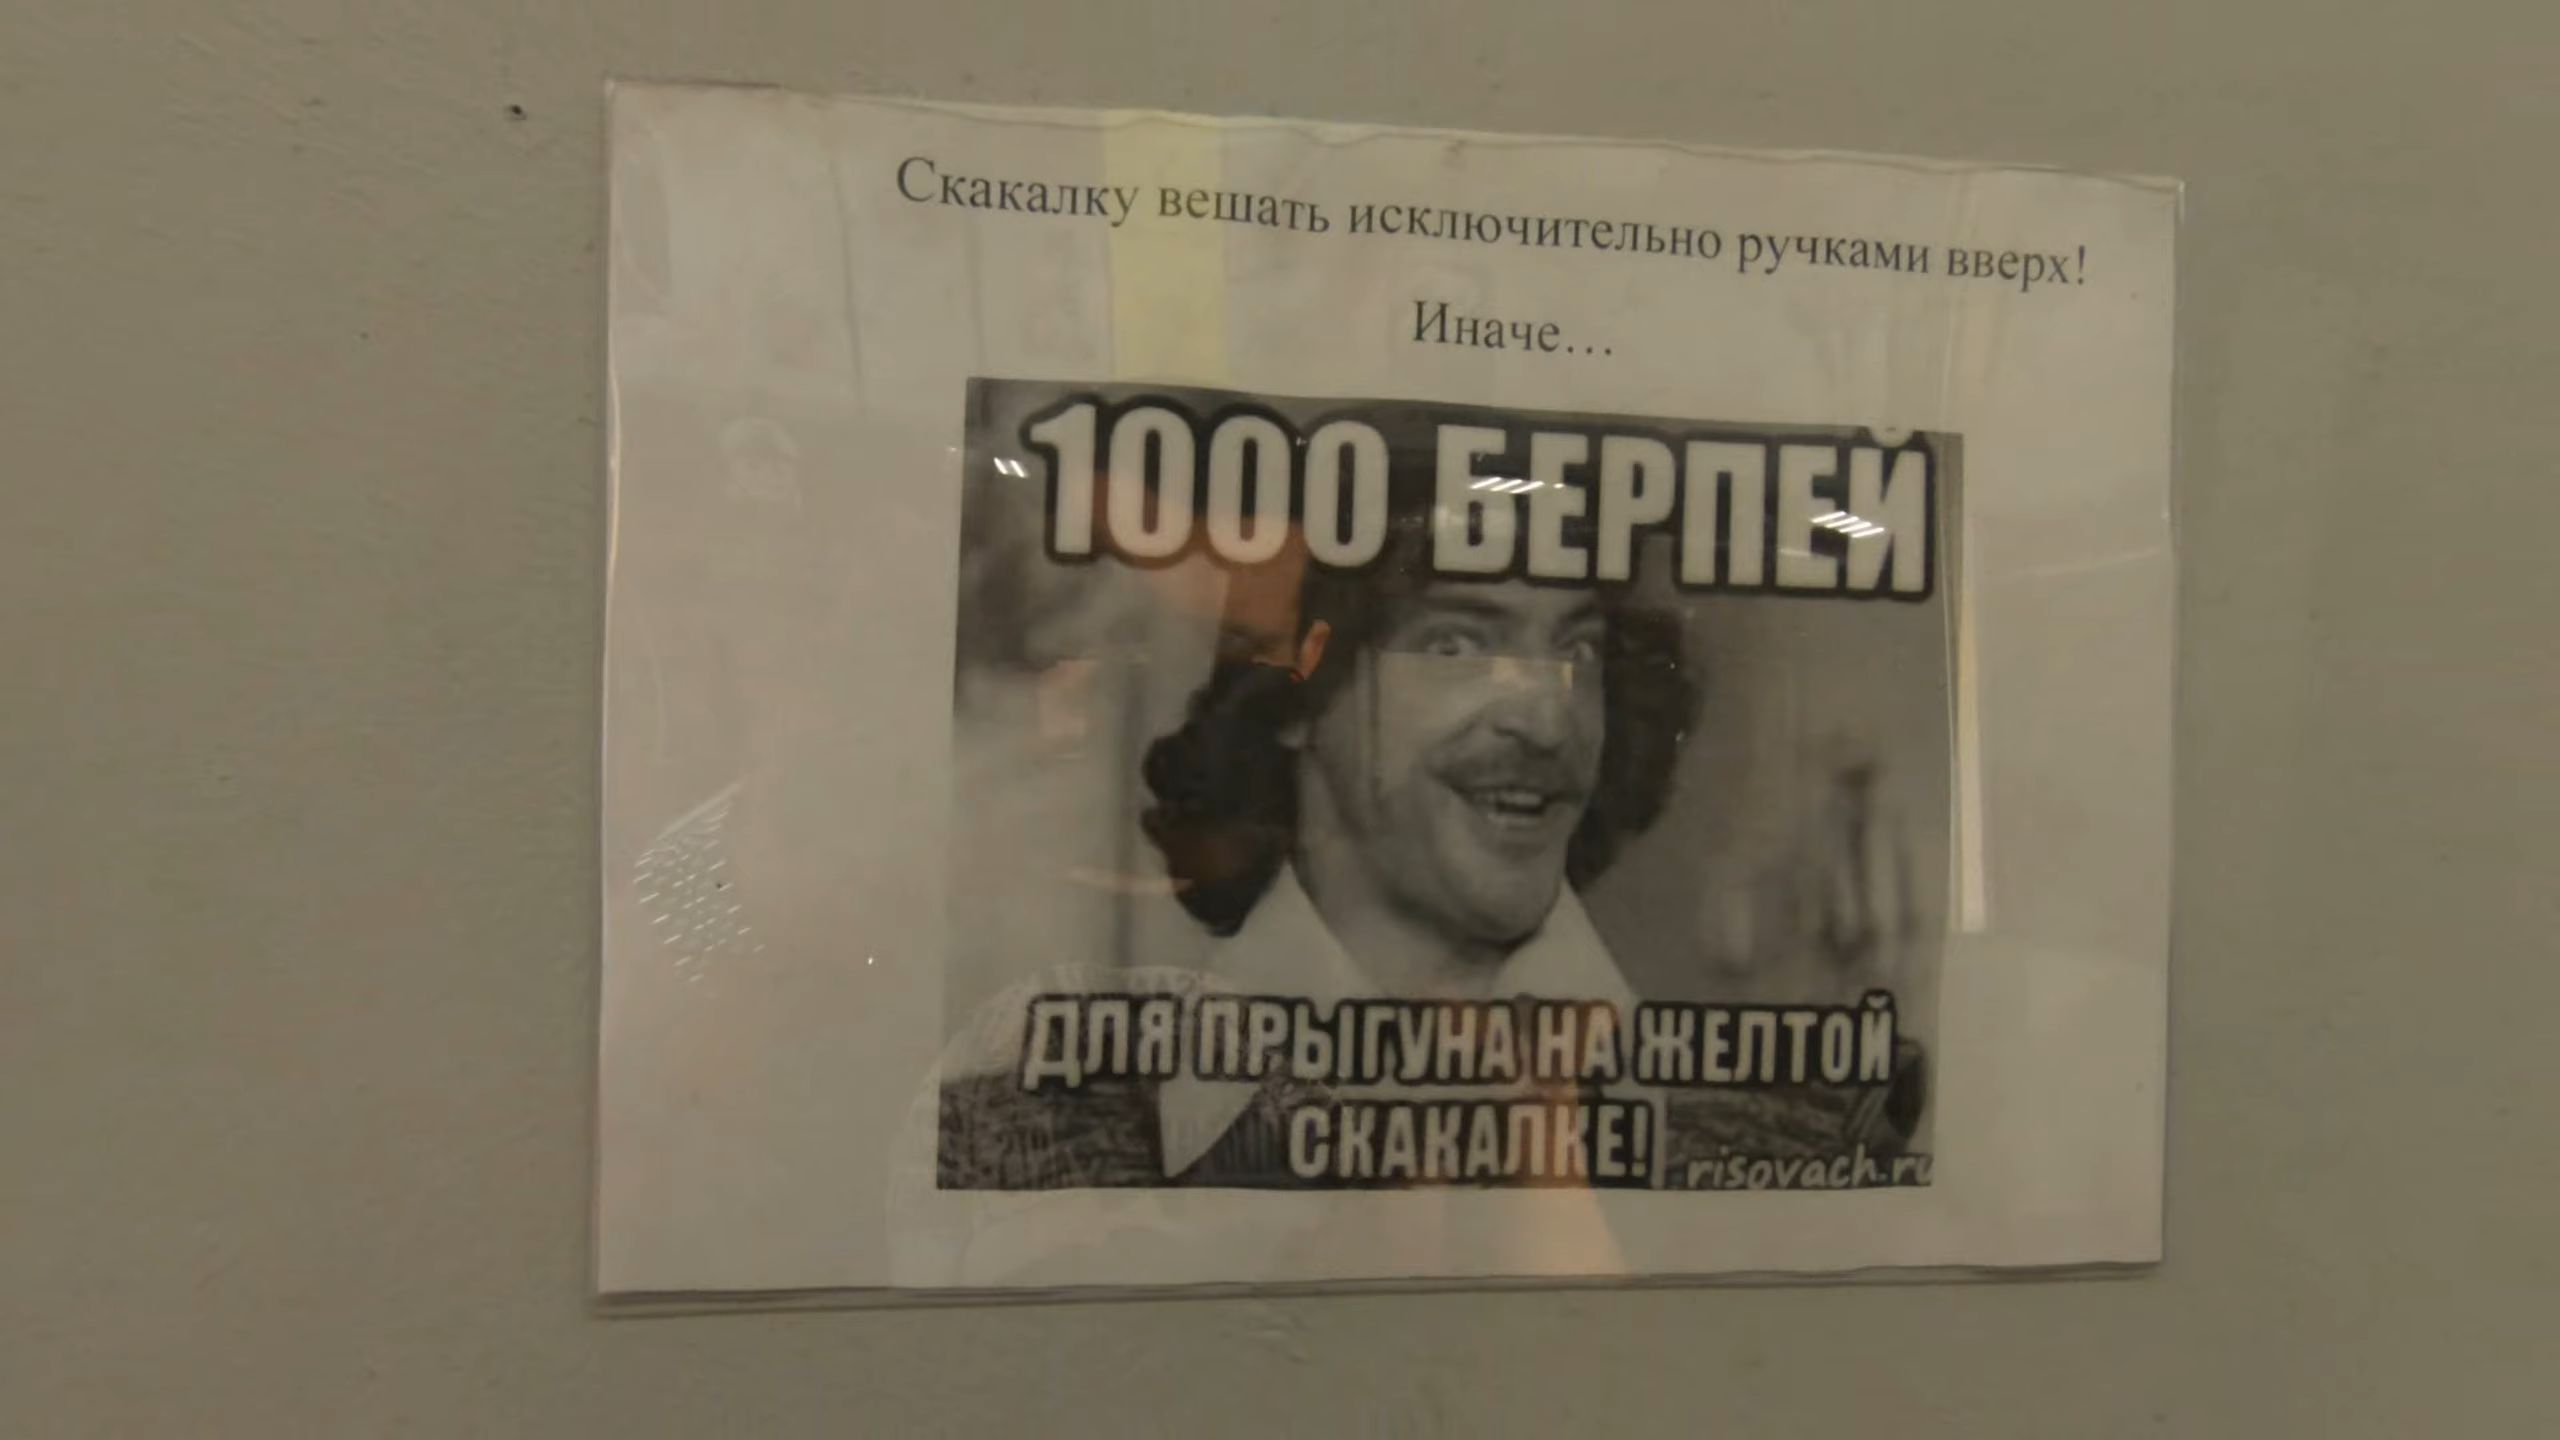 Скакалку вешать исключительно ручками вверх!
Иначе...
1000 БЕРПЕЙ
ДЛЯ ПРЫГУНА НА ЖЕЛТОЙ
СКАКАЛКЕ!
risovach.ru